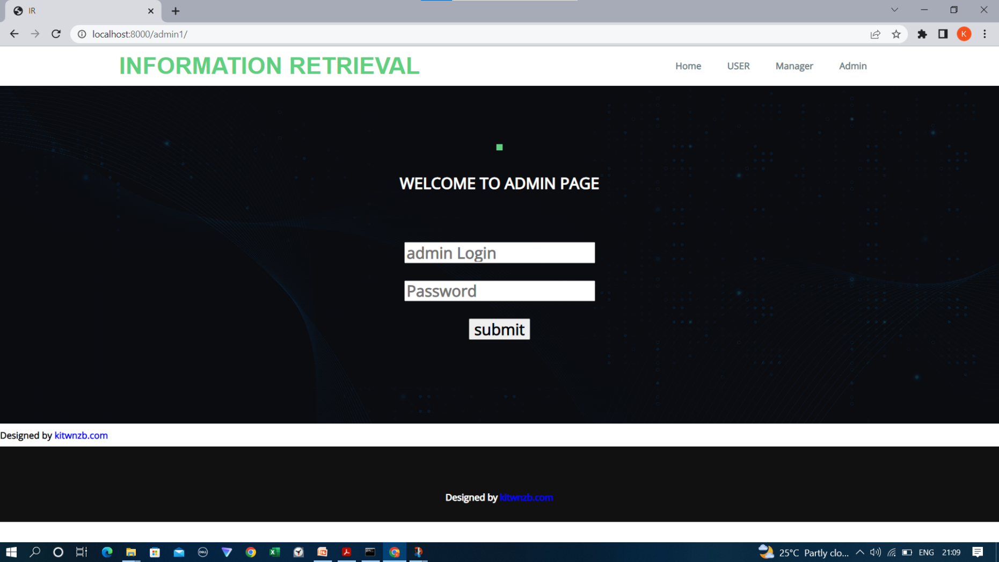 IR
localhost:8000/admin1/
K
INFORMATION RETRIEVAL
Home USER Manager Admin
WELCOME TO ADMIN PAGE
admin Login
Password
submit
Designed by kitwnzb.com
Designed by kitwnzb.com
DELL
25°C Partly clo... ENG 21:09